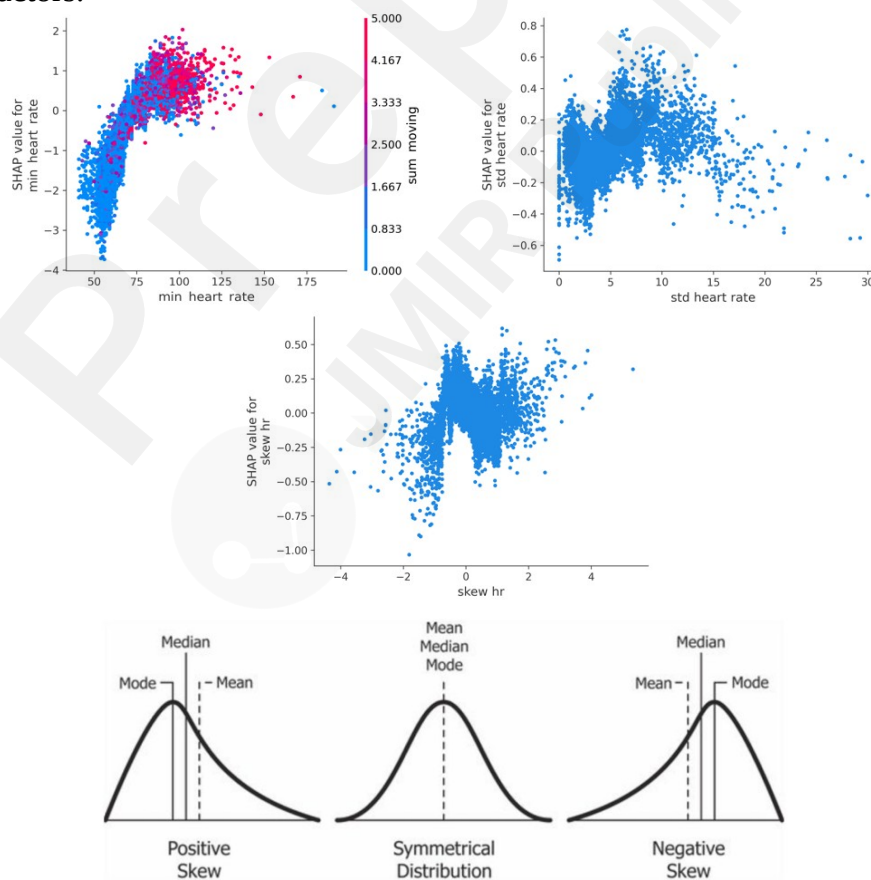 SHAP value for
min heart rate
2
1
0
−1
−2
−3
−4
50 75 100 125 150 175
min heart rate
5.000
4.167
3.333
2.500
1.667
0.833
0.000
sum moving
SHAP value for
std heart rate
0.8
0.6
0.4
0.2
0.0
−0.2
−0.4
−0.6
0 5 10 15 20 25 30
std heart rate
SHAP value for
skew hr
0.50
0.25
0.00
−0.25
−0.50
−0.75
−1.00
−4 −2 0 2 4
skew hr
Median
Mode
Mean
Positive
Skew
Mean
Median
Mode
Symmetrical
Distribution
Median
Mean
Mode
Negative
Skew
Prep
JMIR Publi